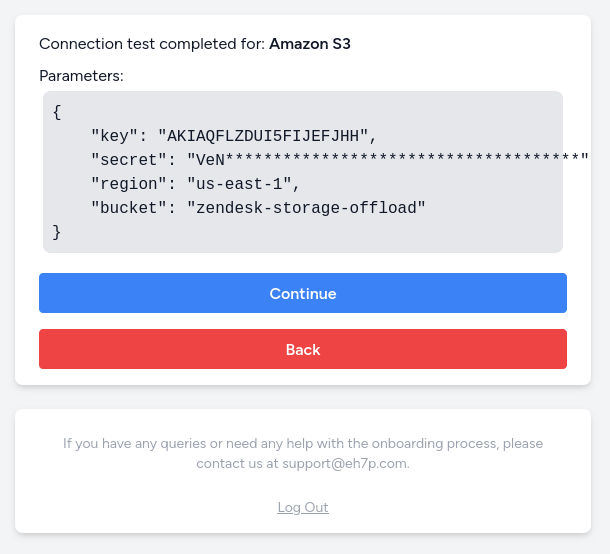 Connection test completed for: Amazon S3
Parameters:
{
    "key": "AKIAQFLZDUI5FIJEFJHH",
    "secret": "VeN*************************************"
    "region": "us-east-1",
    "bucket": "zendesk-storage-offload"
}
Continue
Back
If you have any queries or need any help with the onboarding process, please
contact us at support@eh7p.com.
Log Out